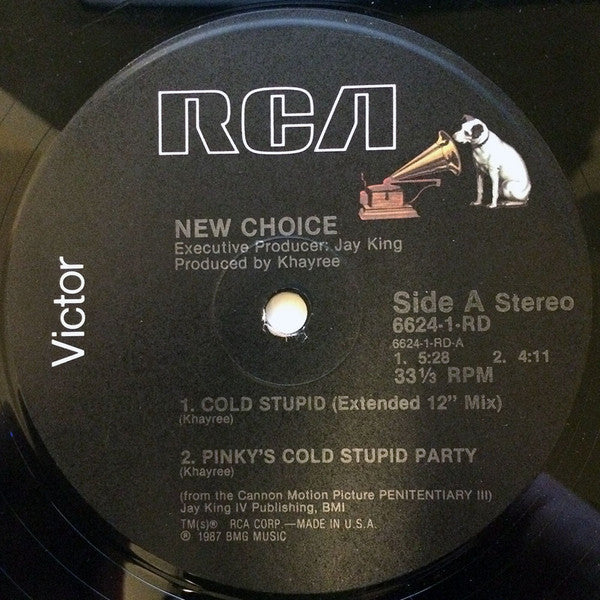 RCA
Victor
NEW CHOICE
Executive Producer: Jay King
Produced by Khayree
Side A Stereo
6624-1-RD
6624-1-RD-A
1. 5:28 2. 4:11
33⅓ RPM
1. COLD STUPID (Extended 12" Mix)
(Khayree)
2. PINKY'S COLD STUPID PARTY
(Khayree)
(from the Cannon Motion Picture PENITENTIARY III)
Jay King IV Publishing, BMI
TM(s)® RCA CORP.—MADE IN U.S.A.
℗ 1987 BMG MUSIC